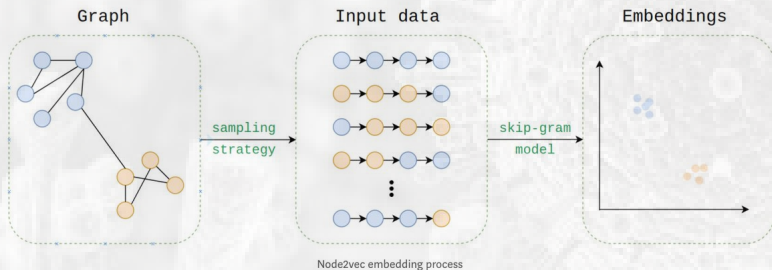 Graph
Input data
Embeddings
sampling
strategy
skip-gram
model
Node2vec embedding process